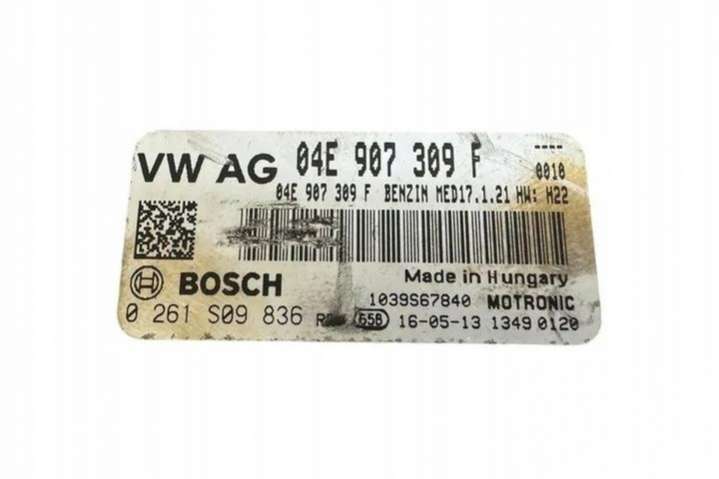 VW AG 04E 907 309 F ----
0010
04E 907 309 F BENZIN MED17.1.21 HW: H22
BOSCH
Made in Hungary
1039S67840 MOTRONIC
0 261 S09 836 65B 16-05-13 1349 0120